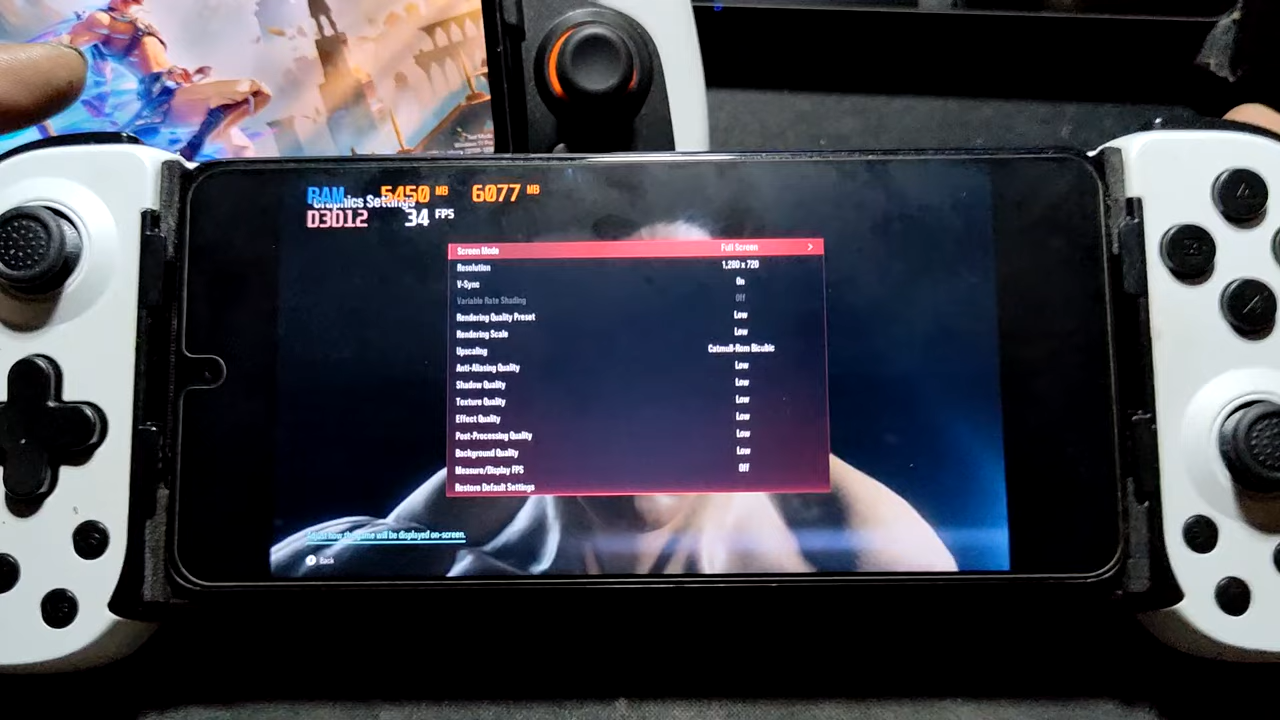 RAM 5450 MB 6077 MB
Graphics Settings
D3D12 34 FPS
Screen Mode Full Screen >
Resolution 1,280 x 720
V-Sync On
Variable Rate Shading Off
Rendering Quality Preset Low
Rendering Scale Low
Upscaling Catmull-Rom Bicubic
Anti-Aliasing Quality Low
Shadow Quality Low
Texture Quality Low
Effect Quality Low
Post-Processing Quality Low
Background Quality Low
Measure/Display FPS Off
Restore Default Settings
Adjust how the game will be displayed on-screen.
Back